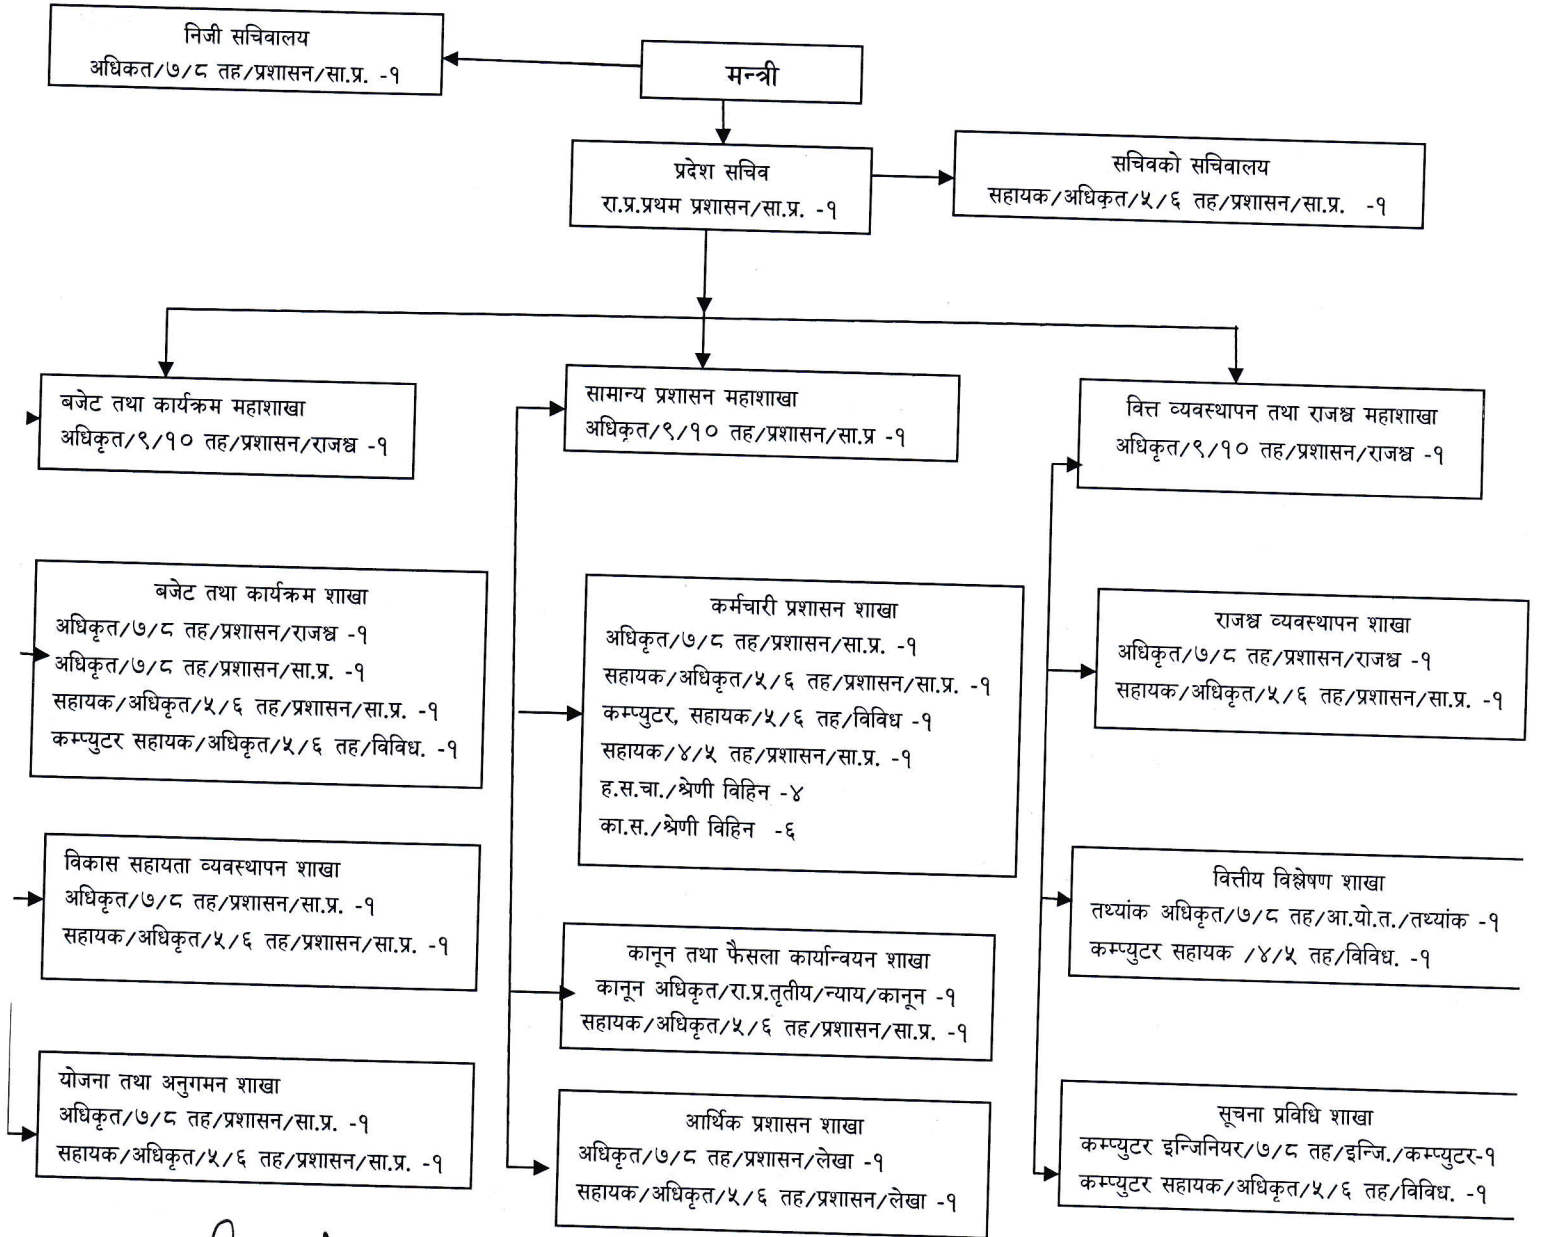 निजी सचिवालय
अधिकत/७/८ तह/प्रशासन/सा.प्र. -१
मन्त्री
प्रदेश सचिव
रा.प्र.प्रथम प्रशासन/सा.प्र. -१
सचिवको सचिवालय
सहायक/अधिकृत/५/६ तह/प्रशासन/सा.प्र. -१
बजेट तथा कार्यक्रम महाशाखा
अधिकृत/९/१० तह/प्रशासन/राजश्व -१
सामान्य प्रशासन महाशाखा
अधिकृत/९/१० तह/प्रशासन/सा.प्र -१
वित्त व्यवस्थापन तथा राजश्व महाशाखा
अधिकृत/९/१० तह/प्रशासन/राजश्व -१
बजेट तथा कार्यक्रम शाखा
अधिकृत/७/८ तह/प्रशासन/राजश्व -१
अधिकृत/७/८ तह/प्रशासन/सा.प्र. -१
सहायक/अधिकृत/५/६ तह/प्रशासन/सा.प्र. -१
कम्प्युटर सहायक/अधिकृत/५/६ तह/विविध. -१
कर्मचारी प्रशासन शाखा
अधिकृत/७/८ तह/प्रशासन/सा.प्र. -१
सहायक/अधिकृत/५/६ तह/प्रशासन/सा.प्र. -१
कम्प्युटर, सहायक/५/६ तह/विविध -१
सहायक/४/५ तह/प्रशासन/सा.प्र. -१
ह.स.चा./श्रेणी विहिन -४
का.स./श्रेणी विहिन -६
राजश्व व्यवस्थापन शाखा
अधिकृत/७/८ तह/प्रशासन/राजश्व -१
सहायक/अधिकृत/५/६ तह/प्रशासन/सा.प्र. -१
विकास सहायता व्यवस्थापन शाखा
अधिकृत/७/८ तह/प्रशासन/सा.प्र. -१
सहायक/अधिकृत/५/६ तह/प्रशासन/सा.प्र. -१
कानून तथा फैसला कार्यान्वयन शाखा
कानून अधिकृत/रा.प्र.तृतीय/न्याय/कानून -१
सहायक/अधिकृत/५/६ तह/प्रशासन/सा.प्र. -१
वित्तीय विश्लेषण शाखा
तथ्यांक अधिकृत/७/८ तह/आ.यो.त./तथ्यांक -१
कम्प्युटर सहायक /४/५ तह/विविध. -१
योजना तथा अनुगमन शाखा
अधिकृत/७/८ तह/प्रशासन/सा.प्र. -१
सहायक/अधिकृत/५/६ तह/प्रशासन/सा.प्र. -१
आर्थिक प्रशासन शाखा
अधिकृत/७/८ तह/प्रशासन/लेखा -१
सहायक/अधिकृत/५/६ तह/प्रशासन/लेखा -१
सूचना प्रविधि शाखा
कम्प्युटर इन्जिनियर/७/८ तह/इन्जि./कम्प्युटर-१
कम्प्युटर सहायक/अधिकृत/५/६ तह/विविध. -१